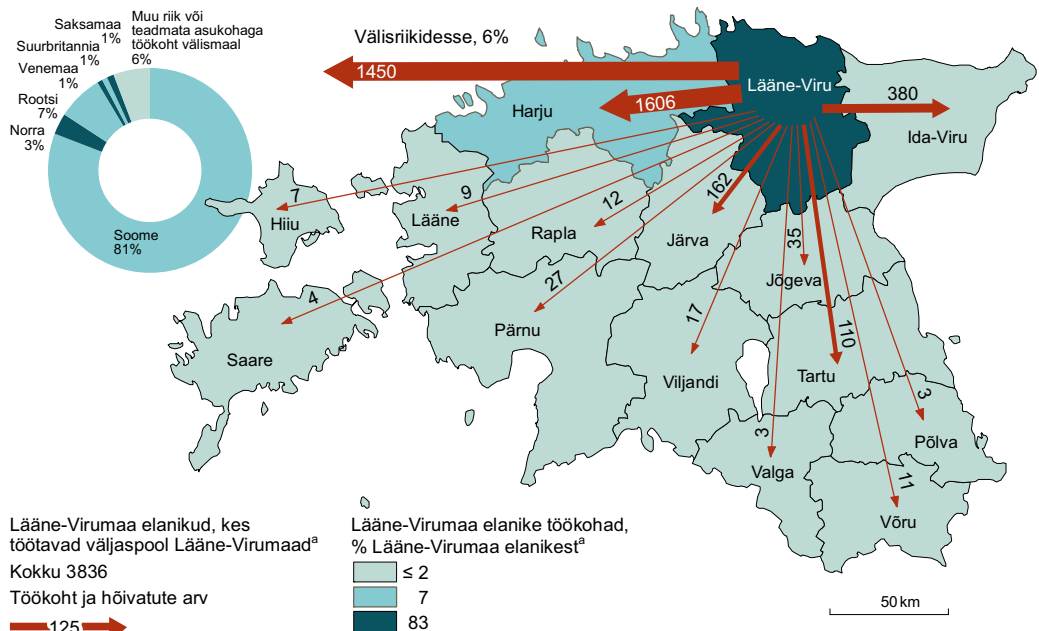 Saksamaa
1%
Suurbritannia
1%
Venemaa
1%
Rootsi
7%
Norra
3%
Muu riik või
teadmata asukohaga
töökoht välismaal
6%
Soome
81%
Välisriikidesse, 6%
1450
1606
380
Lääne-Viru
Harju
Ida-Viru
7
Hiiu
9
Lääne
12
Rapla
162
Järva
35
Jõgeva
4
Saare
27
Pärnu
17
Viljandi
110
Tartu
3
Valga
3
Põlva
11
Võru
Lääne-Virumaa elanikud, kes
töötavad väljaspool Lääne-Virumaadᵃ
Kokku 3836
Töökoht ja hõivatute arv
125
Lääne-Virumaa elanike töökohad,
% Lääne-Virumaa elanikestᵃ
≤ 2
7
83
50 km